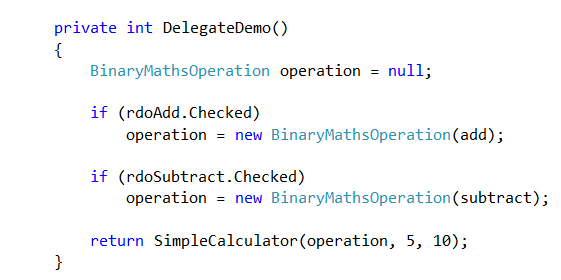 private int DelegateDemo()
{
    BinaryMathsOperation operation = null;
    if (rdoAdd.Checked)
        operation = new BinaryMathsOperation(add);
    if (rdoSubtract.Checked)
        operation = new BinaryMathsOperation(subtract);
    return SimpleCalculator(operation, 5, 10);
}